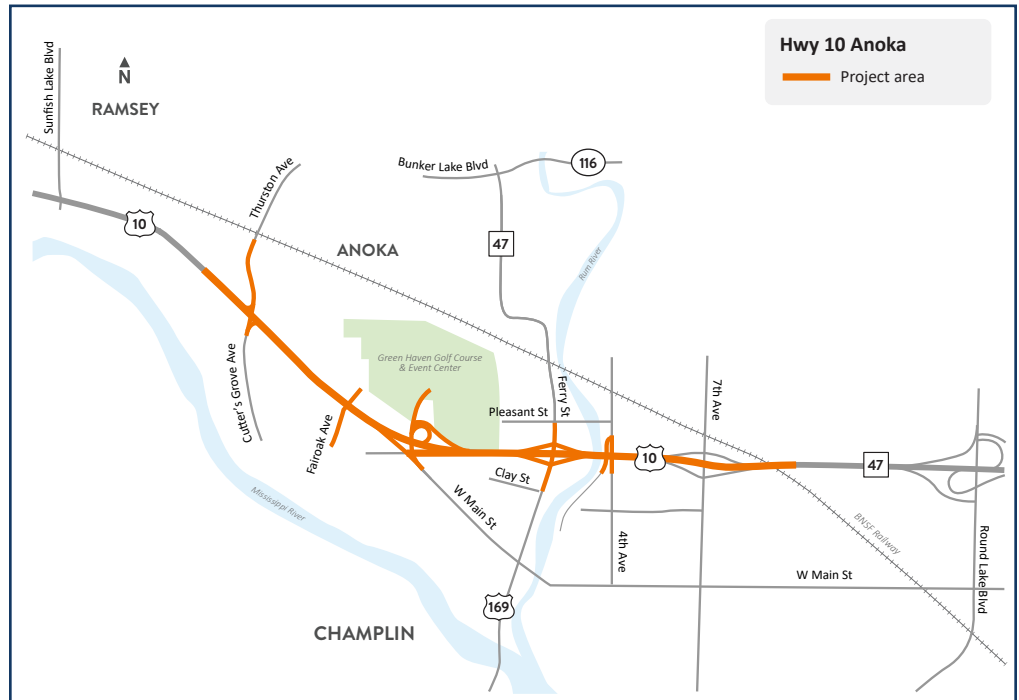 Hwy 10 Anoka
Project area
N
RAMSEY
Sunfish Lake Blvd
Thurston Ave
Bunker Lake Blvd
116
10
47
ANOKA
Rum River
Green Haven Golf Course
& Event Center
Cutter's Grove Ave
Ferry St
7th Ave
Pleasant St
Fairoak Ave
10
47
Clay St
W Main St
Mississippi River
4th Ave
BNSF Railway
W Main St
Round Lake Blvd
169
CHAMPLIN